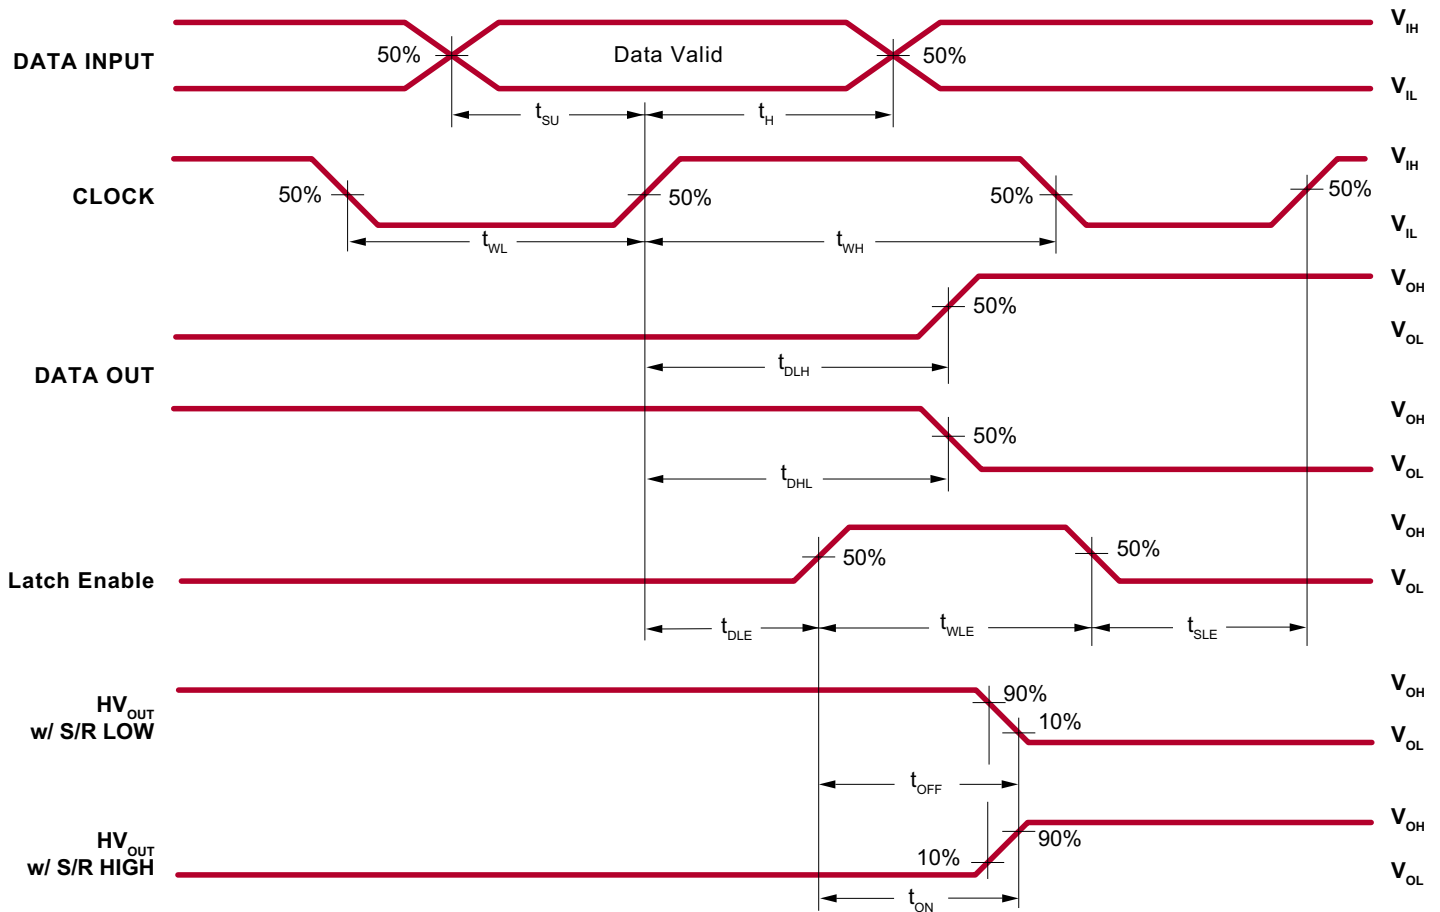 DATA INPUT
50%
Data Valid
50%
V_IH
V_IL
t_SU
t_H
CLOCK
50%
50%
50%
50%
V_IH
V_IL
t_WL
t_WH
DATA OUT
50%
V_OH
V_OL
t_DLH
50%
V_OH
V_OL
t_DHL
Latch Enable
50%
50%
V_OH
V_OL
t_DLE
t_WLE
t_SLE
HV_OUT
w/ S/R LOW
90%
10%
V_OH
V_OL
t_OFF
HV_OUT
w/ S/R HIGH
10%
90%
V_OH
V_OL
t_ON